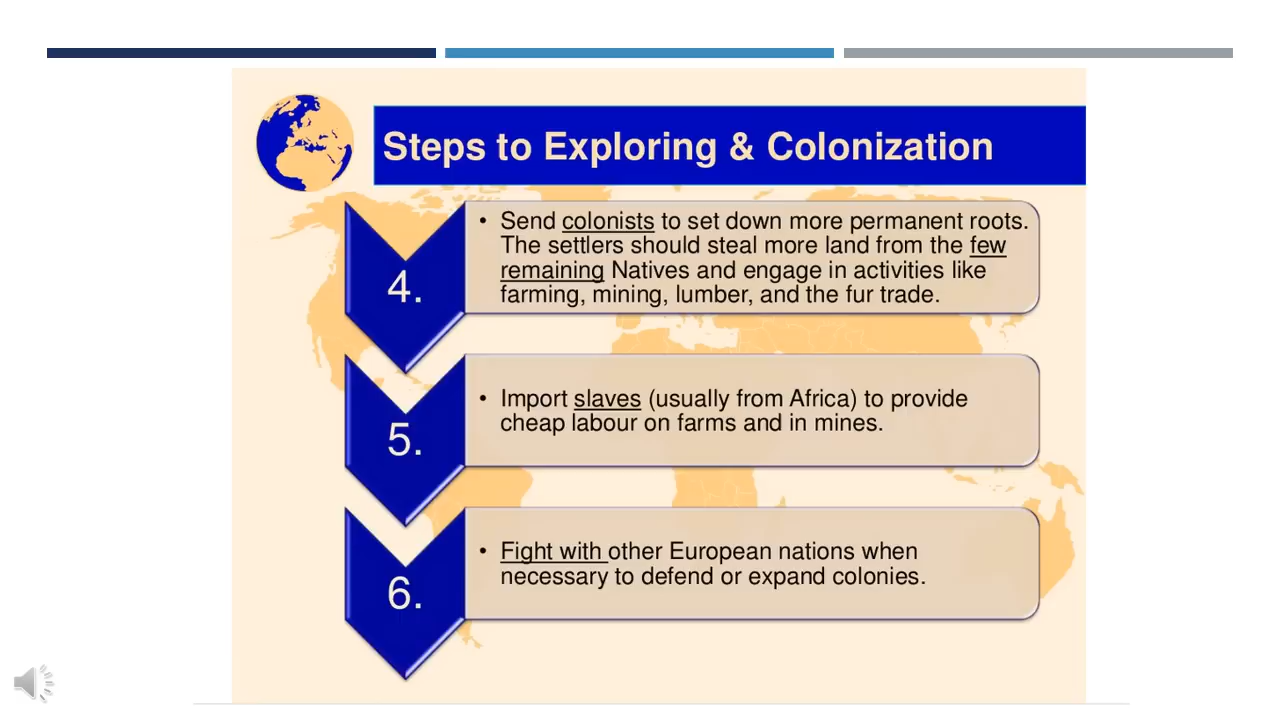 Steps to Exploring & Colonization
4.
• Send colonists to set down more permanent roots.
The settlers should steal more land from the few
remaining Natives and engage in activities like
farming, mining, lumber, and the fur trade.
5.
• Import slaves (usually from Africa) to provide
cheap labour on farms and in mines.
6.
• Fight with other European nations when
necessary to defend or expand colonies.